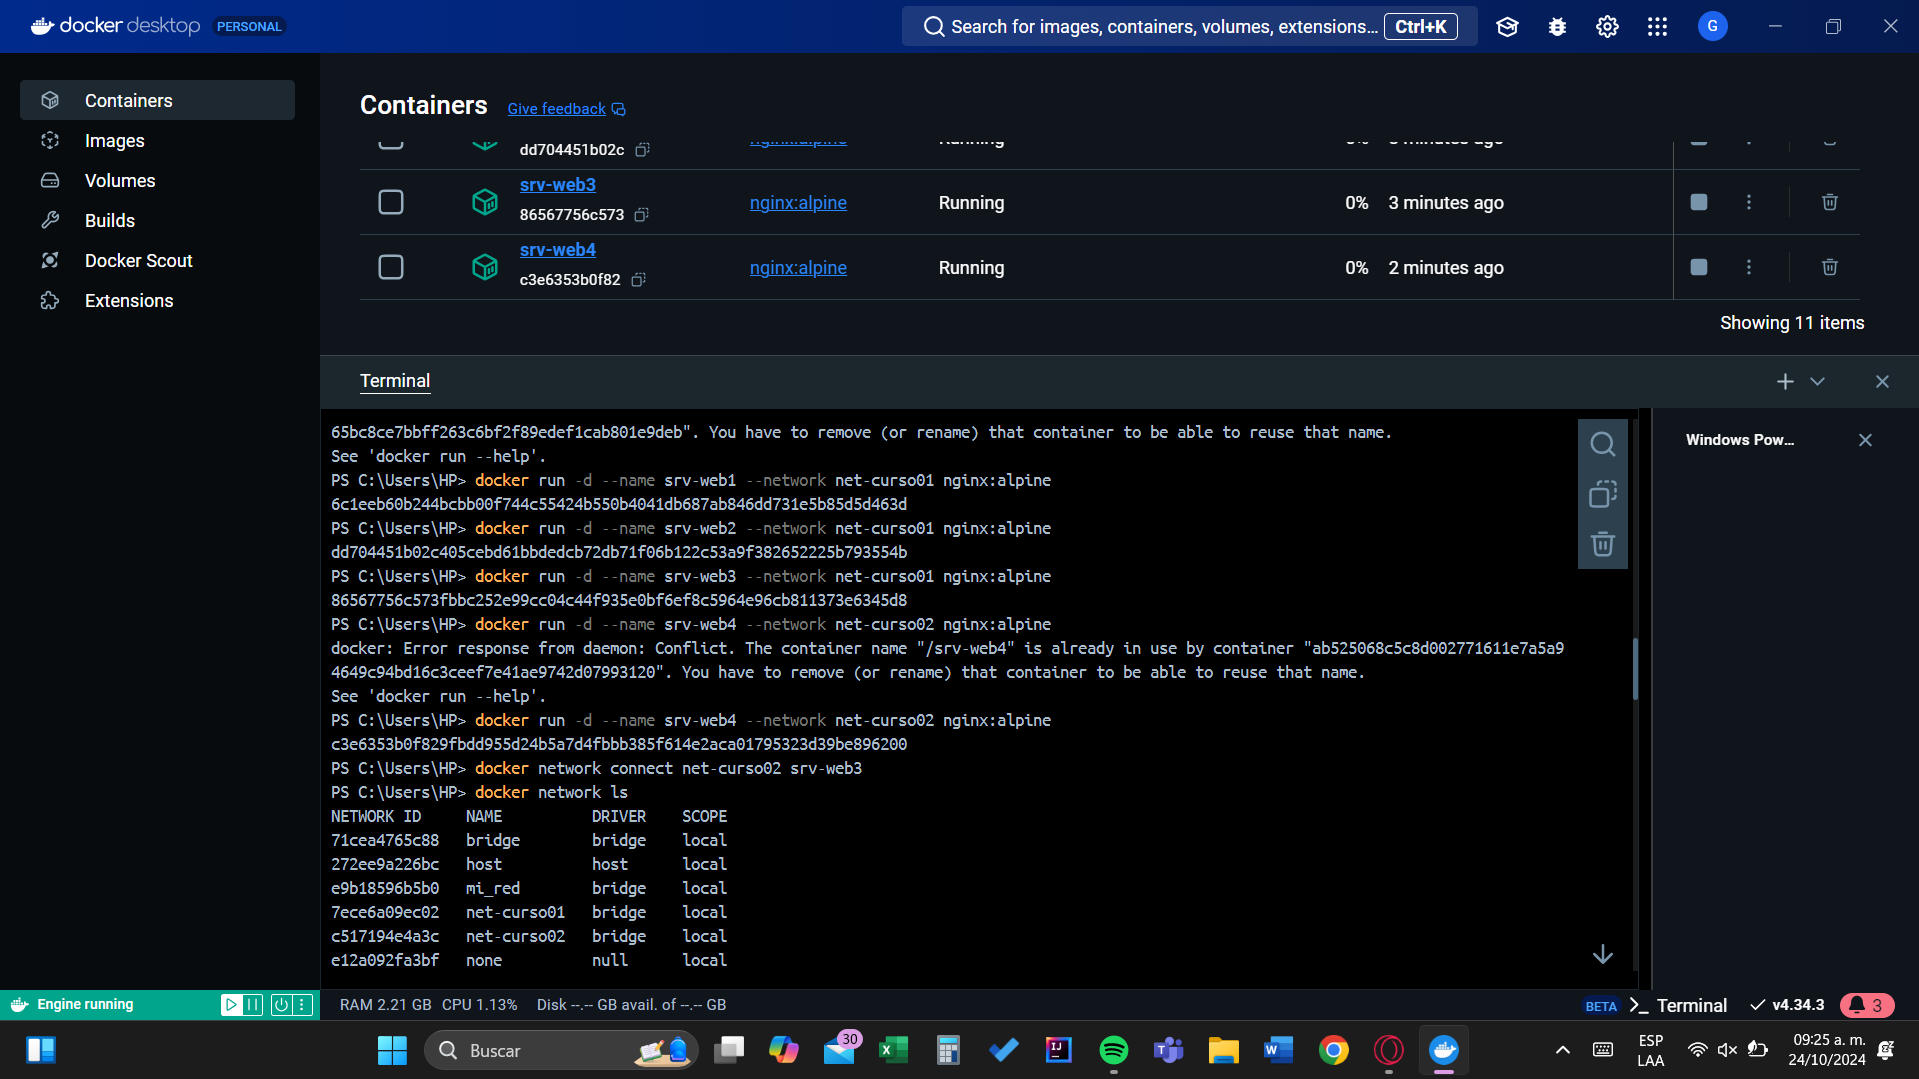 docker desktop PERSONAL
Search for images, containers, volumes, extensions... Ctrl+K
G
Containers
Images
Volumes
Builds
Docker Scout
Extensions
Containers Give feedback
dd704451b02c nginx:alpine Running 0% 3 minutes ago
srv-web3
86567756c573 nginx:alpine Running 0% 3 minutes ago
srv-web4
c3e6353b0f82 nginx:alpine Running 0% 2 minutes ago
Showing 11 items
Terminal
65bc8ce7bbff263c6bf2f89edef1cab801e9deb". You have to remove (or rename) that container to be able to reuse that name.
See 'docker run --help'.
PS C:\Users\HP> docker run -d --name srv-web1 --network net-curso01 nginx:alpine
6c1eeb60b244bcbb00f744c55424b550b4041db687ab846dd731e5b85d5d463d
PS C:\Users\HP> docker run -d --name srv-web2 --network net-curso01 nginx:alpine
dd704451b02c405cebd61bbdedcb72db71f06b122c53a9f382652225b793554b
PS C:\Users\HP> docker run -d --name srv-web3 --network net-curso01 nginx:alpine
86567756c573fbbc252e99cc04c44f935e0bf6ef8c5964e96cb811373e6345d8
PS C:\Users\HP> docker run -d --name srv-web4 --network net-curso02 nginx:alpine
docker: Error response from daemon: Conflict. The container name "/srv-web4" is already in use by container "ab525068c5c8d002771611e7a5a9
4649c94bd16c3ceef7e41ae9742d07993120". You have to remove (or rename) that container to be able to reuse that name.
See 'docker run --help'.
PS C:\Users\HP> docker run -d --name srv-web4 --network net-curso02 nginx:alpine
c3e6353b0f829fbdd955d24b5a7d4fbbb385f614e2aca01795323d39be896200
PS C:\Users\HP> docker network connect net-curso02 srv-web3
PS C:\Users\HP> docker network ls
NETWORK ID NAME DRIVER SCOPE
71cea4765c88 bridge bridge local
272ee9a226bc host host local
e9b18596b5b0 mi_red bridge local
7ece6a09ec02 net-curso01 bridge local
c517194e4a3c net-curso02 bridge local
e12a092fa3bf none null local
Windows Pow...
Engine running
RAM 2.21 GB CPU 1.13% Disk --.-- GB avail. of --.-- GB
BETA Terminal v4.34.3 3
Buscar
30
ESP
LAA
09:25 a. m.
24/10/2024